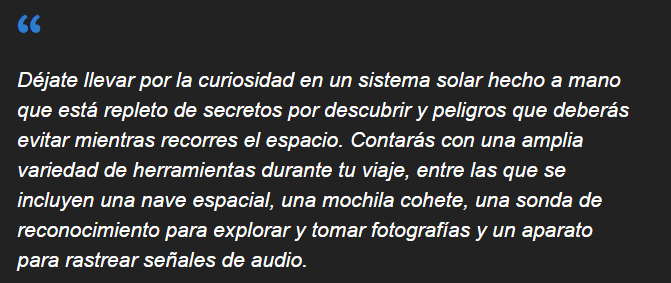 “
Déjate llevar por la curiosidad en un sistema solar hecho a mano
que está repleto de secretos por descubrir y peligros que deberás
evitar mientras recorres el espacio. Contarás con una amplia
variedad de herramientas durante tu viaje, entre las que se
incluyen una nave espacial, una mochila cohete, una sonda de
reconocimiento para explorar y tomar fotografías y un aparato
para rastrear señales de audio.